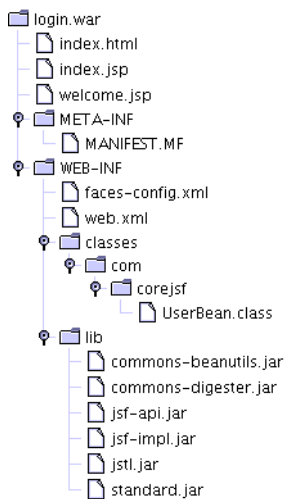 login.war
index.html
index.jsp
welcome.jsp
META-INF
MANIFEST.MF
WEB-INF
faces-config.xml
web.xml
classes
com
corejsf
UserBean.class
lib
commons-beanutils.jar
commons-digester.jar
jsf-api.jar
jsf-impl.jar
jstl.jar
standard.jar